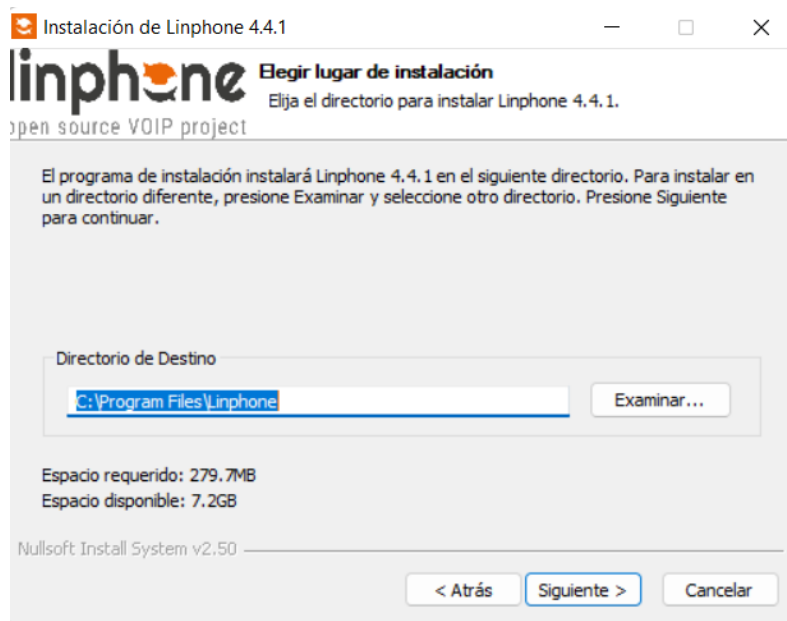 Instalación de Linphone 4.4.1
linphone
open source VOIP project
Elegir lugar de instalación
Elija el directorio para instalar Linphone 4.4.1.
El programa de instalación instalará Linphone 4.4.1 en el siguiente directorio. Para instalar en
un directorio diferente, presione Examinar y seleccione otro directorio. Presione Siguiente
para continuar.
Directorio de Destino
C:\Program Files\Linphone
Examinar...
Espacio requerido: 279.7MB
Espacio disponible: 7.2GB
Nullsoft Install System v2.50
< Atrás
Siguiente >
Cancelar